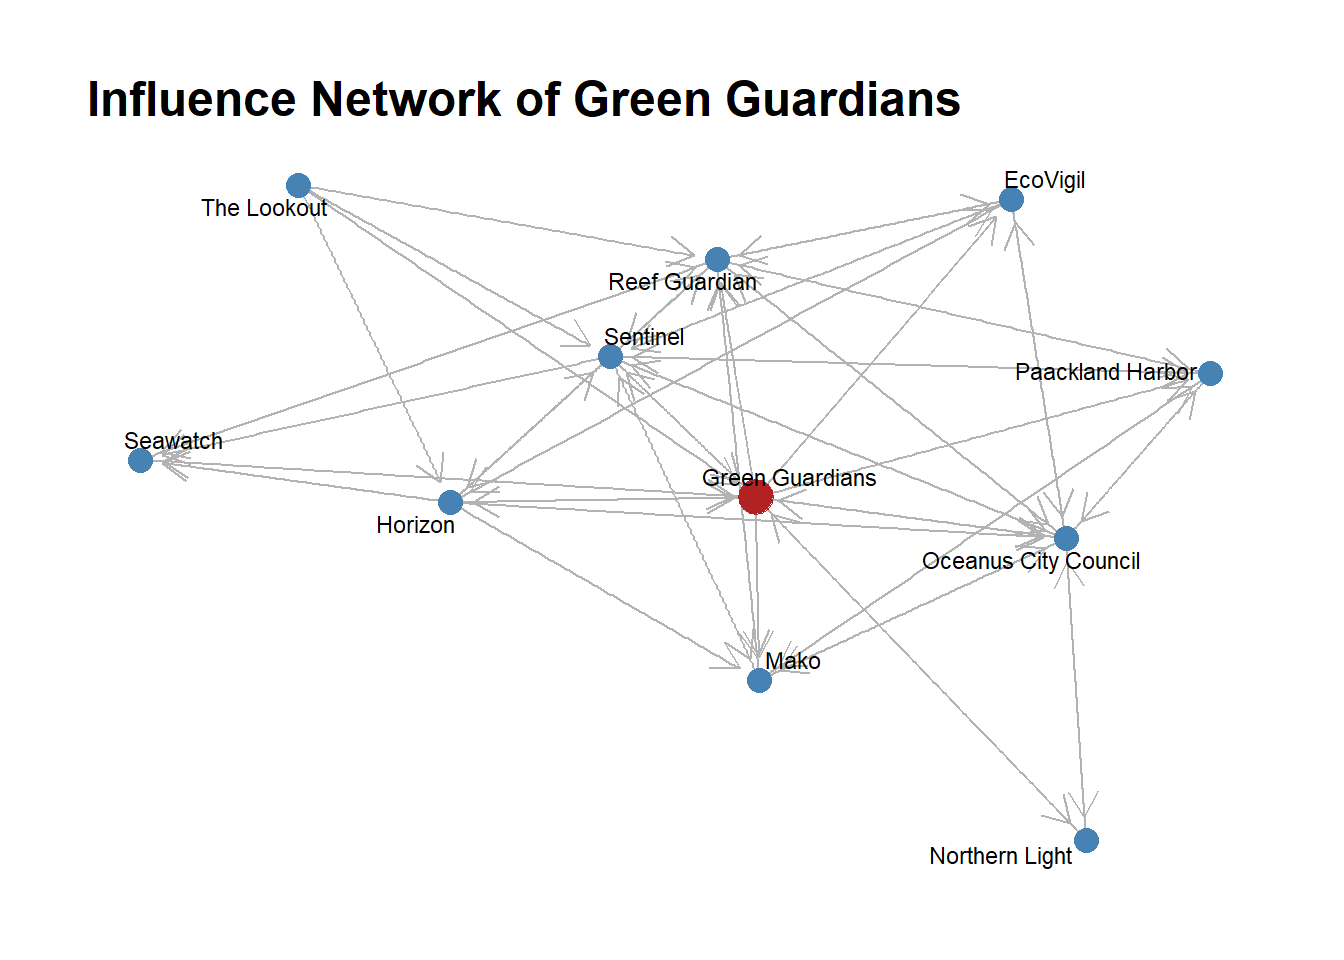 Influence Network of Green Guardians
EcoVigil
The Lookout
Reef Guardian
Sentinel
Paackland Harbor
Seawatch
Green Guardians
Horizon
Oceanus City Council
Mako
Northern Light